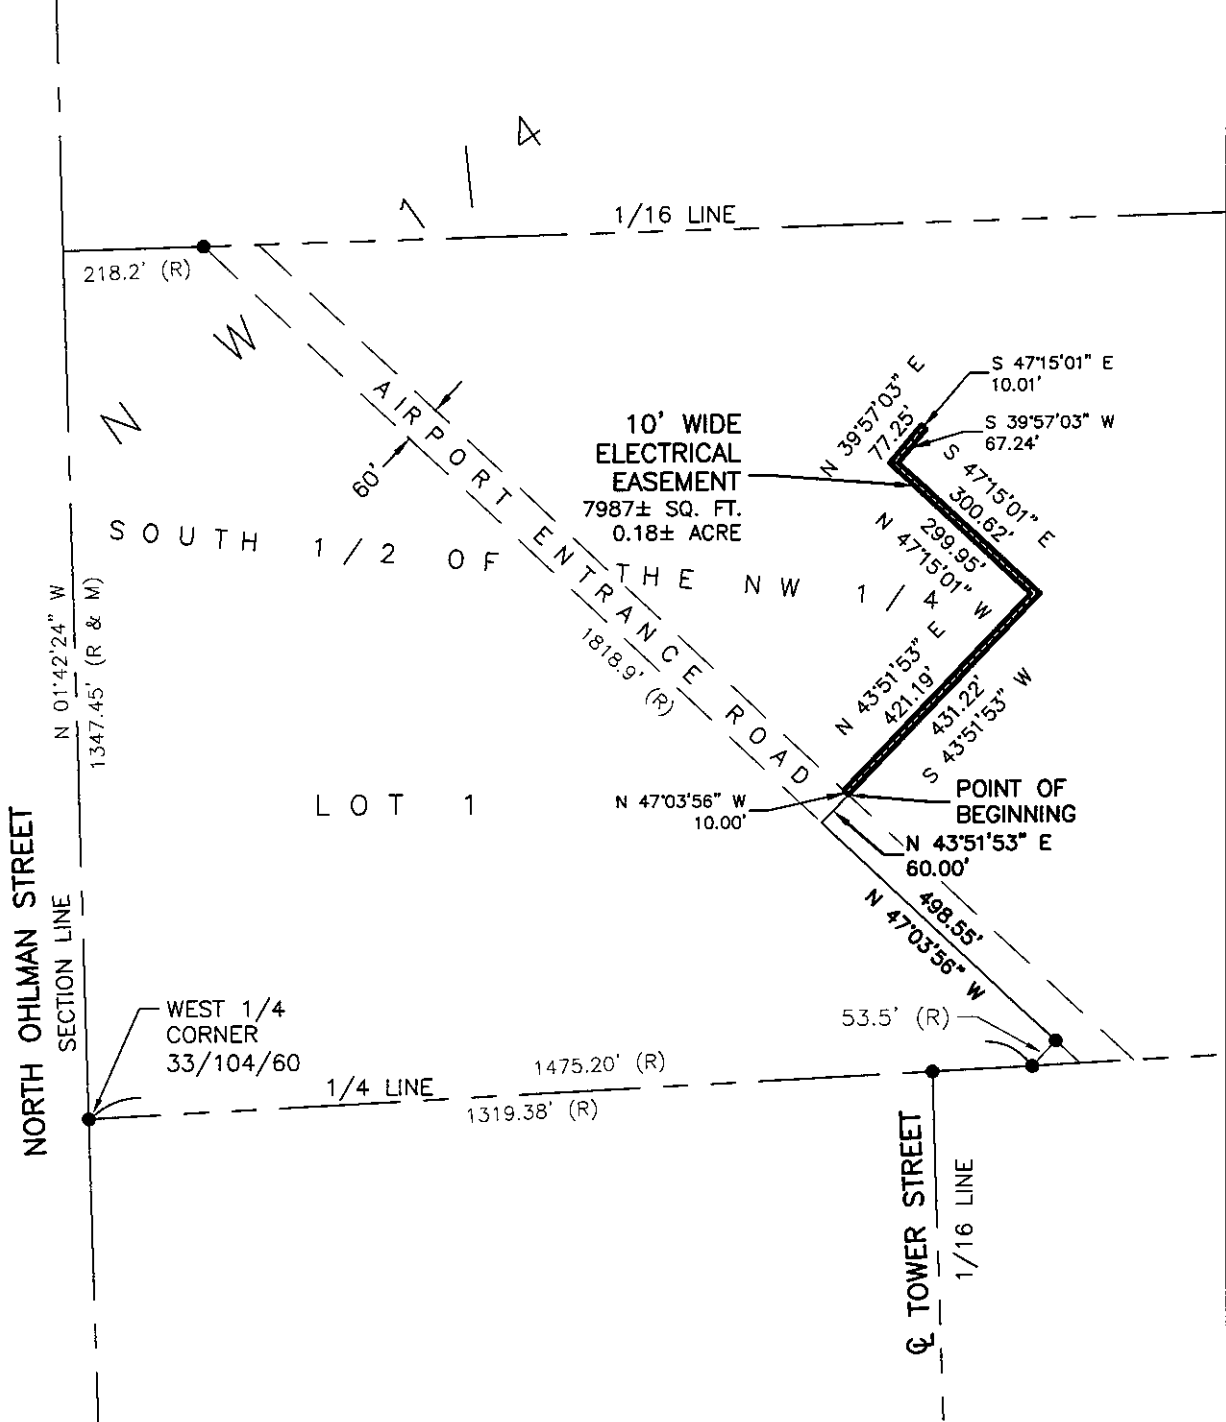 1 4
1/16 LINE
218.2' (R)
N W
AIRPORT ENTRANCE ROAD
60'
10' WIDE
ELECTRICAL
EASEMENT
7987± SQ. FT.
0.18± ACRE
N 39°57'03" E
77.25'
S 47°15'01" E
10.01'
S 39°57'03" W
67.24'
S 47°15'01" E
300.62'
299.95'
N 47°15'01" W
SOUTH 1/2 OF THE NW 1/4
1818.9' (R)
N 01°42'24" W
1347.45' (R & M)
N 43°51'53" E
421.19'
431.22'
S 43°51'53" W
LOT 1
N 47°03'56" W
10.00'
POINT OF
BEGINNING
N 43°51'53" E
60.00'
498.55'
N 47°03'56" W
NORTH OHLMAN STREET
SECTION LINE
WEST 1/4
CORNER
33/104/60
53.5' (R)
1475.20' (R)
1/4 LINE
1319.38' (R)
℄ TOWER STREET
1/16 LINE